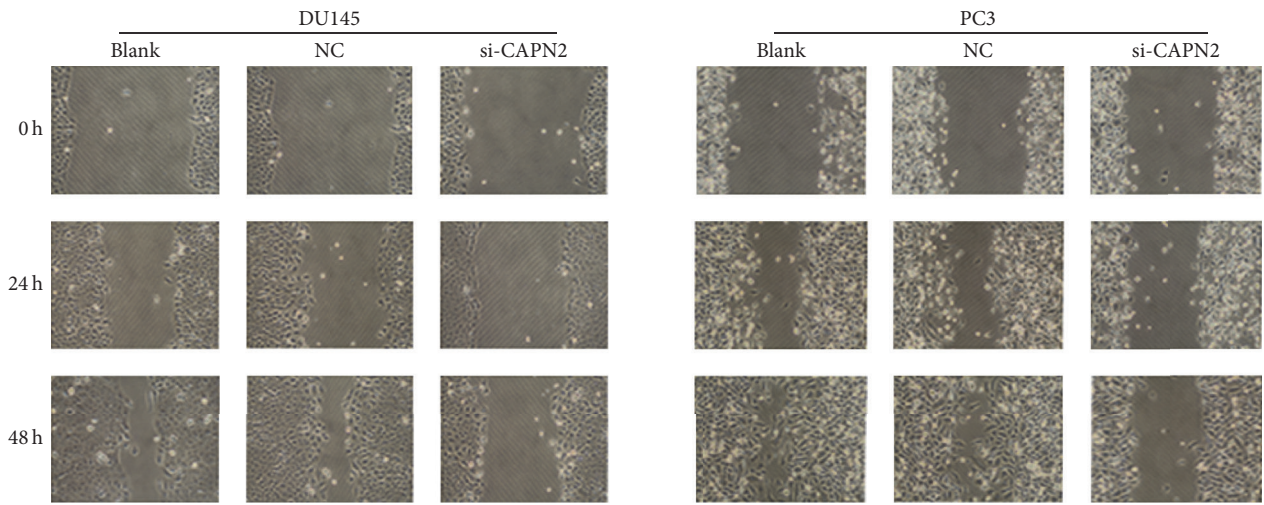 DU145 PC3
Blank NC si-CAPN2 Blank NC si-CAPN2
0 h
24 h
48 h